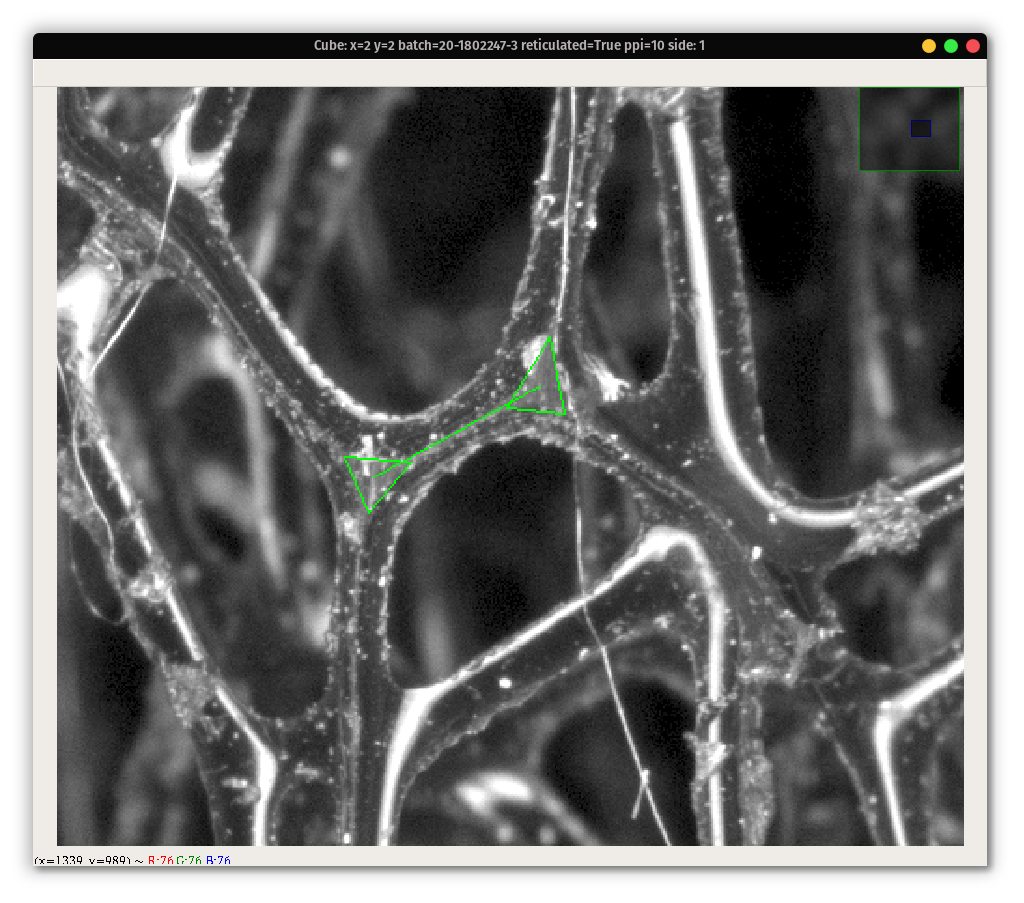 Cube: x=2 y=2 batch=20-1802247-3 reticulated=True ppi=10 side: 1
(x=1339, y=989) ~ R:76 G:76 B:76